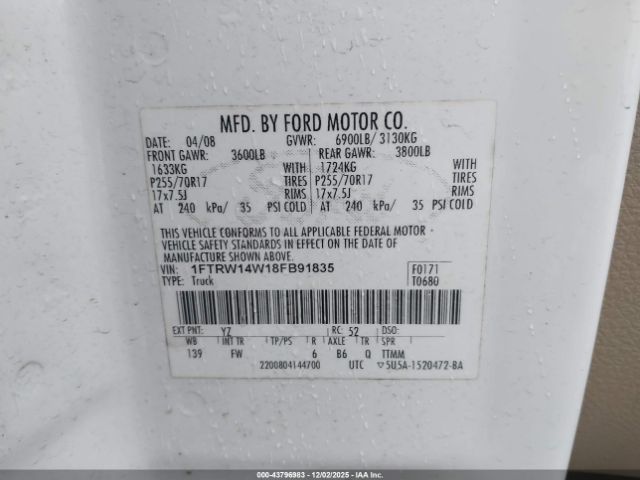 MFD. BY FORD MOTOR CO.
DATE: 04/08 GVWR: 6900LB/ 3130KG
FRONT GAWR: 3600LB REAR GAWR: 3800LB
1633KG WITH 1724KG WITH
P255/70R17 TIRES P255/70R17 TIRES
17x7.5J RIMS 17x7.5J RIMS
AT 240 kPa/ 35 PSI COLD AT 240 kPa/ 35 PSI COLD
THIS VEHICLE CONFORMS TO ALL APPLICABLE FEDERAL MOTOR
VEHICLE SAFETY STANDARDS IN EFFECT ON THE DATE OF
MANUFACTURE SHOWN ABOVE.
VIN: 1FTRW14W18FB91835 F0171
TYPE: Truck T0680
EXT PNT: YZ RC: 52 DSO:
WB INT TR TP/PS R AXLE TR SPR
139 FW 6 B6 Q TTMM
2200804144700 UTC ▽5U5A-1520472-BA
© 000-43796983 - 12/02/2025 - IAAI.COM